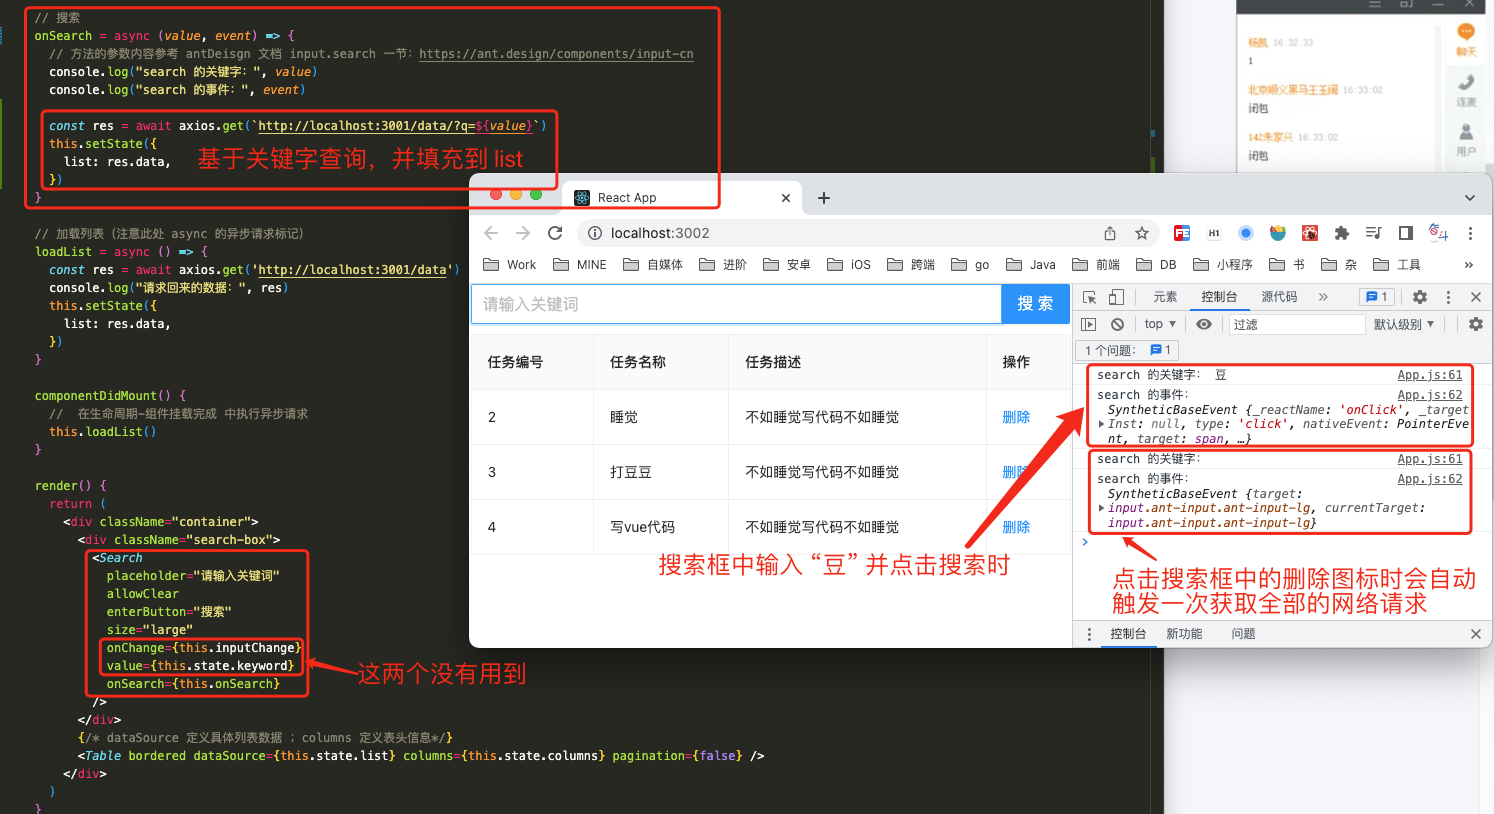 // 搜索
onSearch = async (value, event) => {
// 方法的参数内容参考 antDeisgn 文档 input.search 一节：https://ant.design/components/input-cn
console.log("search 的关键字：", value)
console.log("search 的事件：", event)
const res = await axios.get(`http://localhost:3001/data/?q=${value}`)
this.setState({
list: res.data,
基于关键字查询，并填充到 list
})
}
// 加载列表（注意此处 async 的异步请求标记）
loadList = async () => {
const res = await axios.get('http://localhost:3001/data')
console.log("请求回来的数据：", res)
this.setState({
list: res.data,
})
}
componentDidMount() {
// 在生命周期-组件挂载完成 中执行异步请求
this.loadList()
}
render() {
return (
<div className="container">
<div className="search-box">
<Search
placeholder="请输入关键词"
allowClear
enterButton="搜索"
size="large"
onChange={this.inputChange}
value={this.state.keyword}
这两个没有用到
onSearch={this.onSearch}
/>
</div>
{/* dataSource 定义具体列表数据 ；columns 定义表头信息*/}
<Table bordered dataSource={this.state.list} columns={this.state.columns} pagination={false} />
</div>
)
}
杨凯 16:32:33
1
北京顺义黑马王玉阔 16:33:02
闭包
142朱家兴 16:33:02
闭包
聊天
连麦
用户
React App
localhost:3002
H1
Work
MINE
自媒体
进阶
安卓
iOS
跨端
go
Java
前端
DB
小程序
书
杂
工具
»
请输入关键词
搜 索
任务编号 任务名称 任务描述 操作
2 睡觉 不如睡觉写代码不如睡觉 删除
3 打豆豆 不如睡觉写代码不如睡觉 删除
4 写vue代码 不如睡觉写代码不如睡觉 删除
搜索框中输入 “豆” 并点击搜索时
元素 控制台 源代码 » 1
top ▼ 过滤 默认级别 ▼
1 个问题： 1
search 的关键字： 豆 App.js:61
search 的事件： App.js:62
SyntheticBaseEvent {_reactName: 'onClick', _target
Inst: null, type: 'click', nativeEvent: PointerEve
nt, target: span, …}
search 的关键字： App.js:61
search 的事件： App.js:62
SyntheticBaseEvent {target:
input.ant-input.ant-input-lg, currentTarget:
input.ant-input.ant-input-lg}
点击搜索框中的删除图标时会自动
触发一次获取全部的网络请求
控制台 新功能 问题